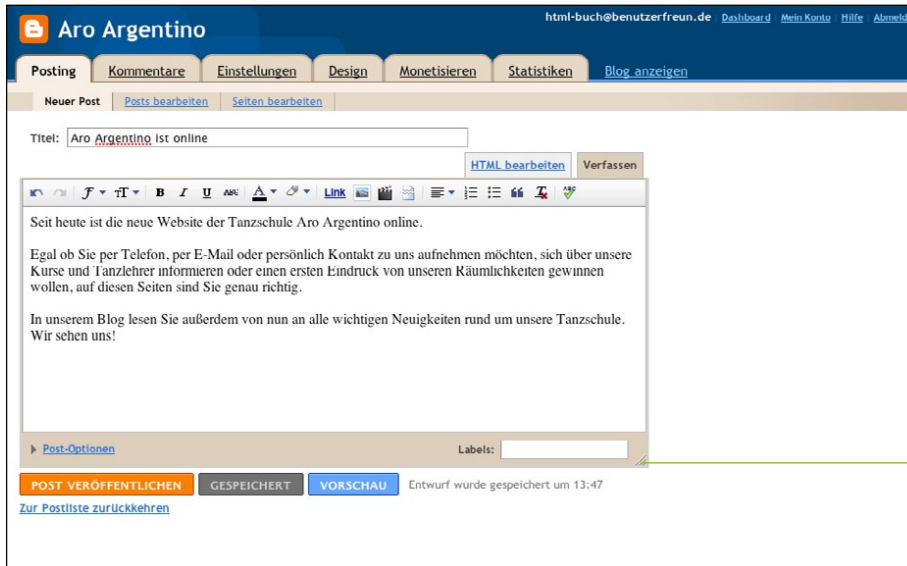 html-buch@benutzerfreun.de Dashboard Mein Konto Hilfe Abmeld
Aro Argentino
Posting Kommentare Einstellungen Design Monetisieren Statistiken Blog anzeigen
Neuer Post Posts bearbeiten Seiten bearbeiten
Titel: Aro Argentino ist online
HTML bearbeiten Verfassen
F T B I U ABC A Link ABC
Seit heute ist die neue Website der Tanzschule Aro Argentino online.
Egal ob Sie per Telefon, per E-Mail oder persönlich Kontakt zu uns aufnehmen möchten, sich über unsere
Kurse und Tanzlehrer informieren oder einen ersten Eindruck von unseren Räumlichkeiten gewinnen
wollen, auf diesen Seiten sind Sie genau richtig.
In unserem Blog lesen Sie außerdem von nun an alle wichtigen Neuigkeiten rund um unsere Tanzschule.
Wir sehen uns!
Post-Optionen Labels:
POST VERÖFFENTLICHEN GESPEICHERT VORSCHAU Entwurf wurde gespeichert um 13:47
Zur Postliste zurückkehren